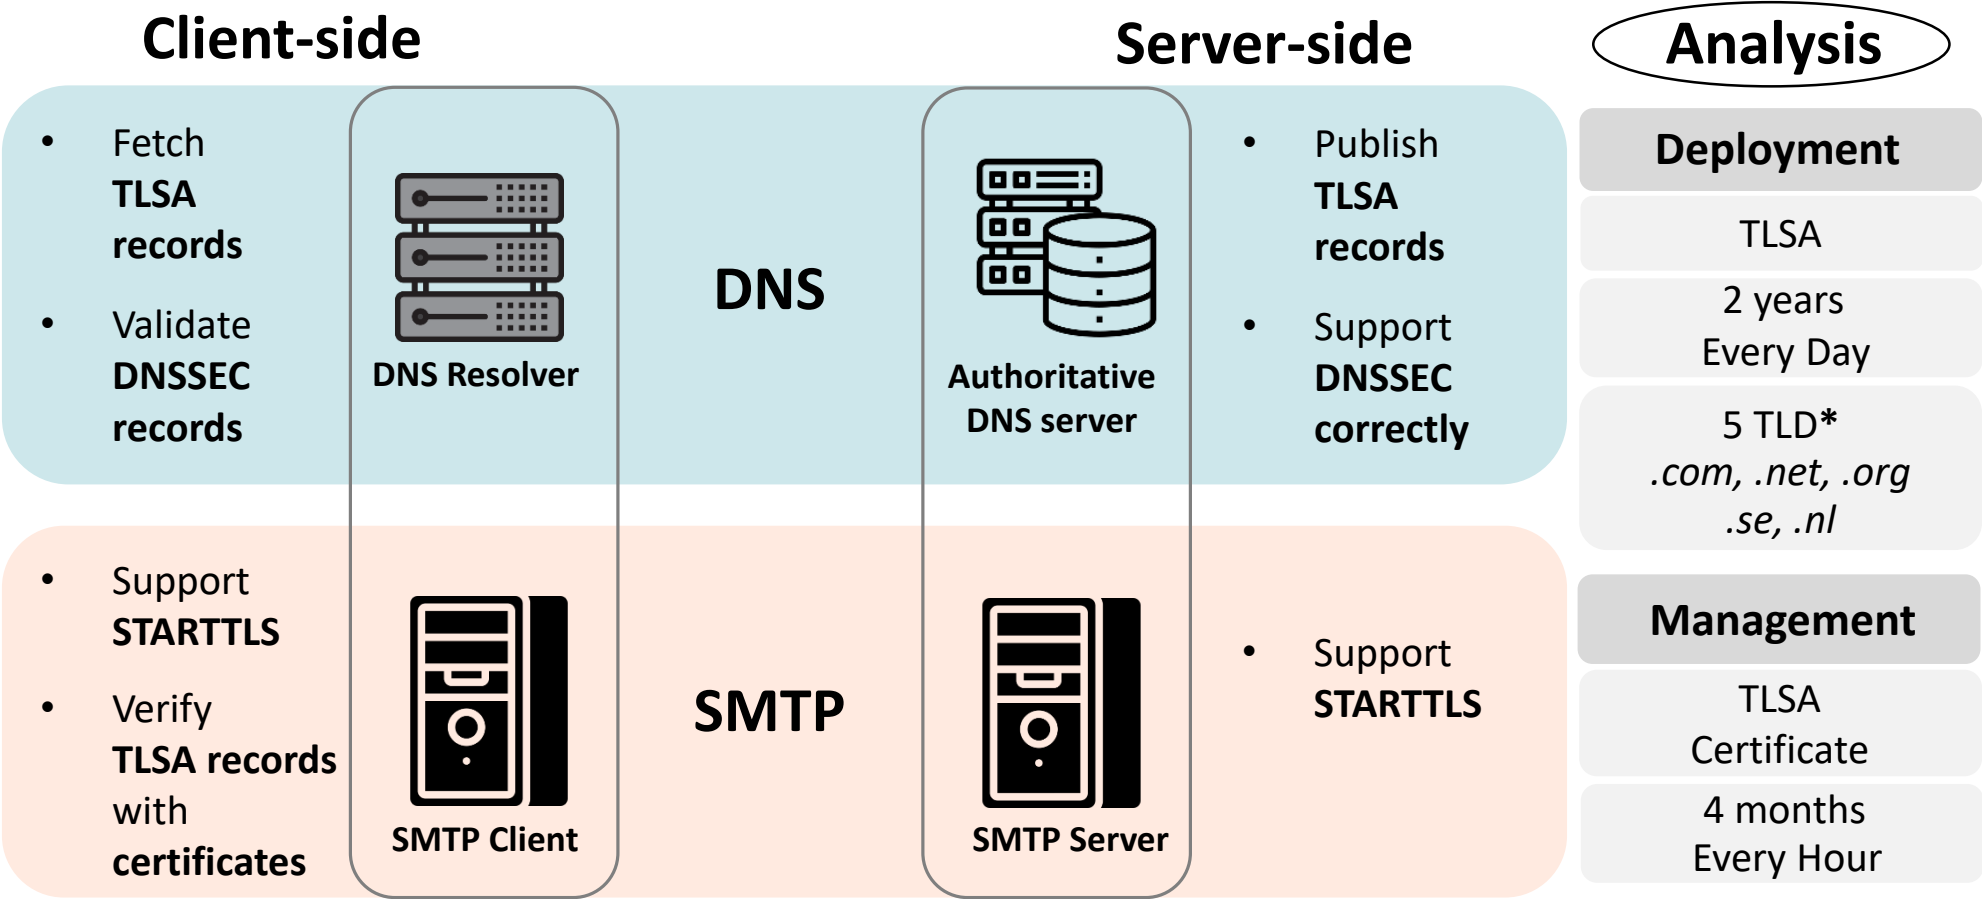 Client-side
Server-side
Analysis
• Fetch
TLSA
records
• Validate
DNSSEC
records
DNS Resolver
DNS
Authoritative
DNS server
• Publish
TLSA
records
• Support
DNSSEC
correctly
• Support
STARTTLS
• Verify
TLSA records
with
certificates
SMTP Client
SMTP
SMTP Server
• Support
STARTTLS
Deployment
TLSA
2 years
Every Day
5 TLD*
.com, .net, .org
.se, .nl
Management
TLSA
Certificate
4 months
Every Hour